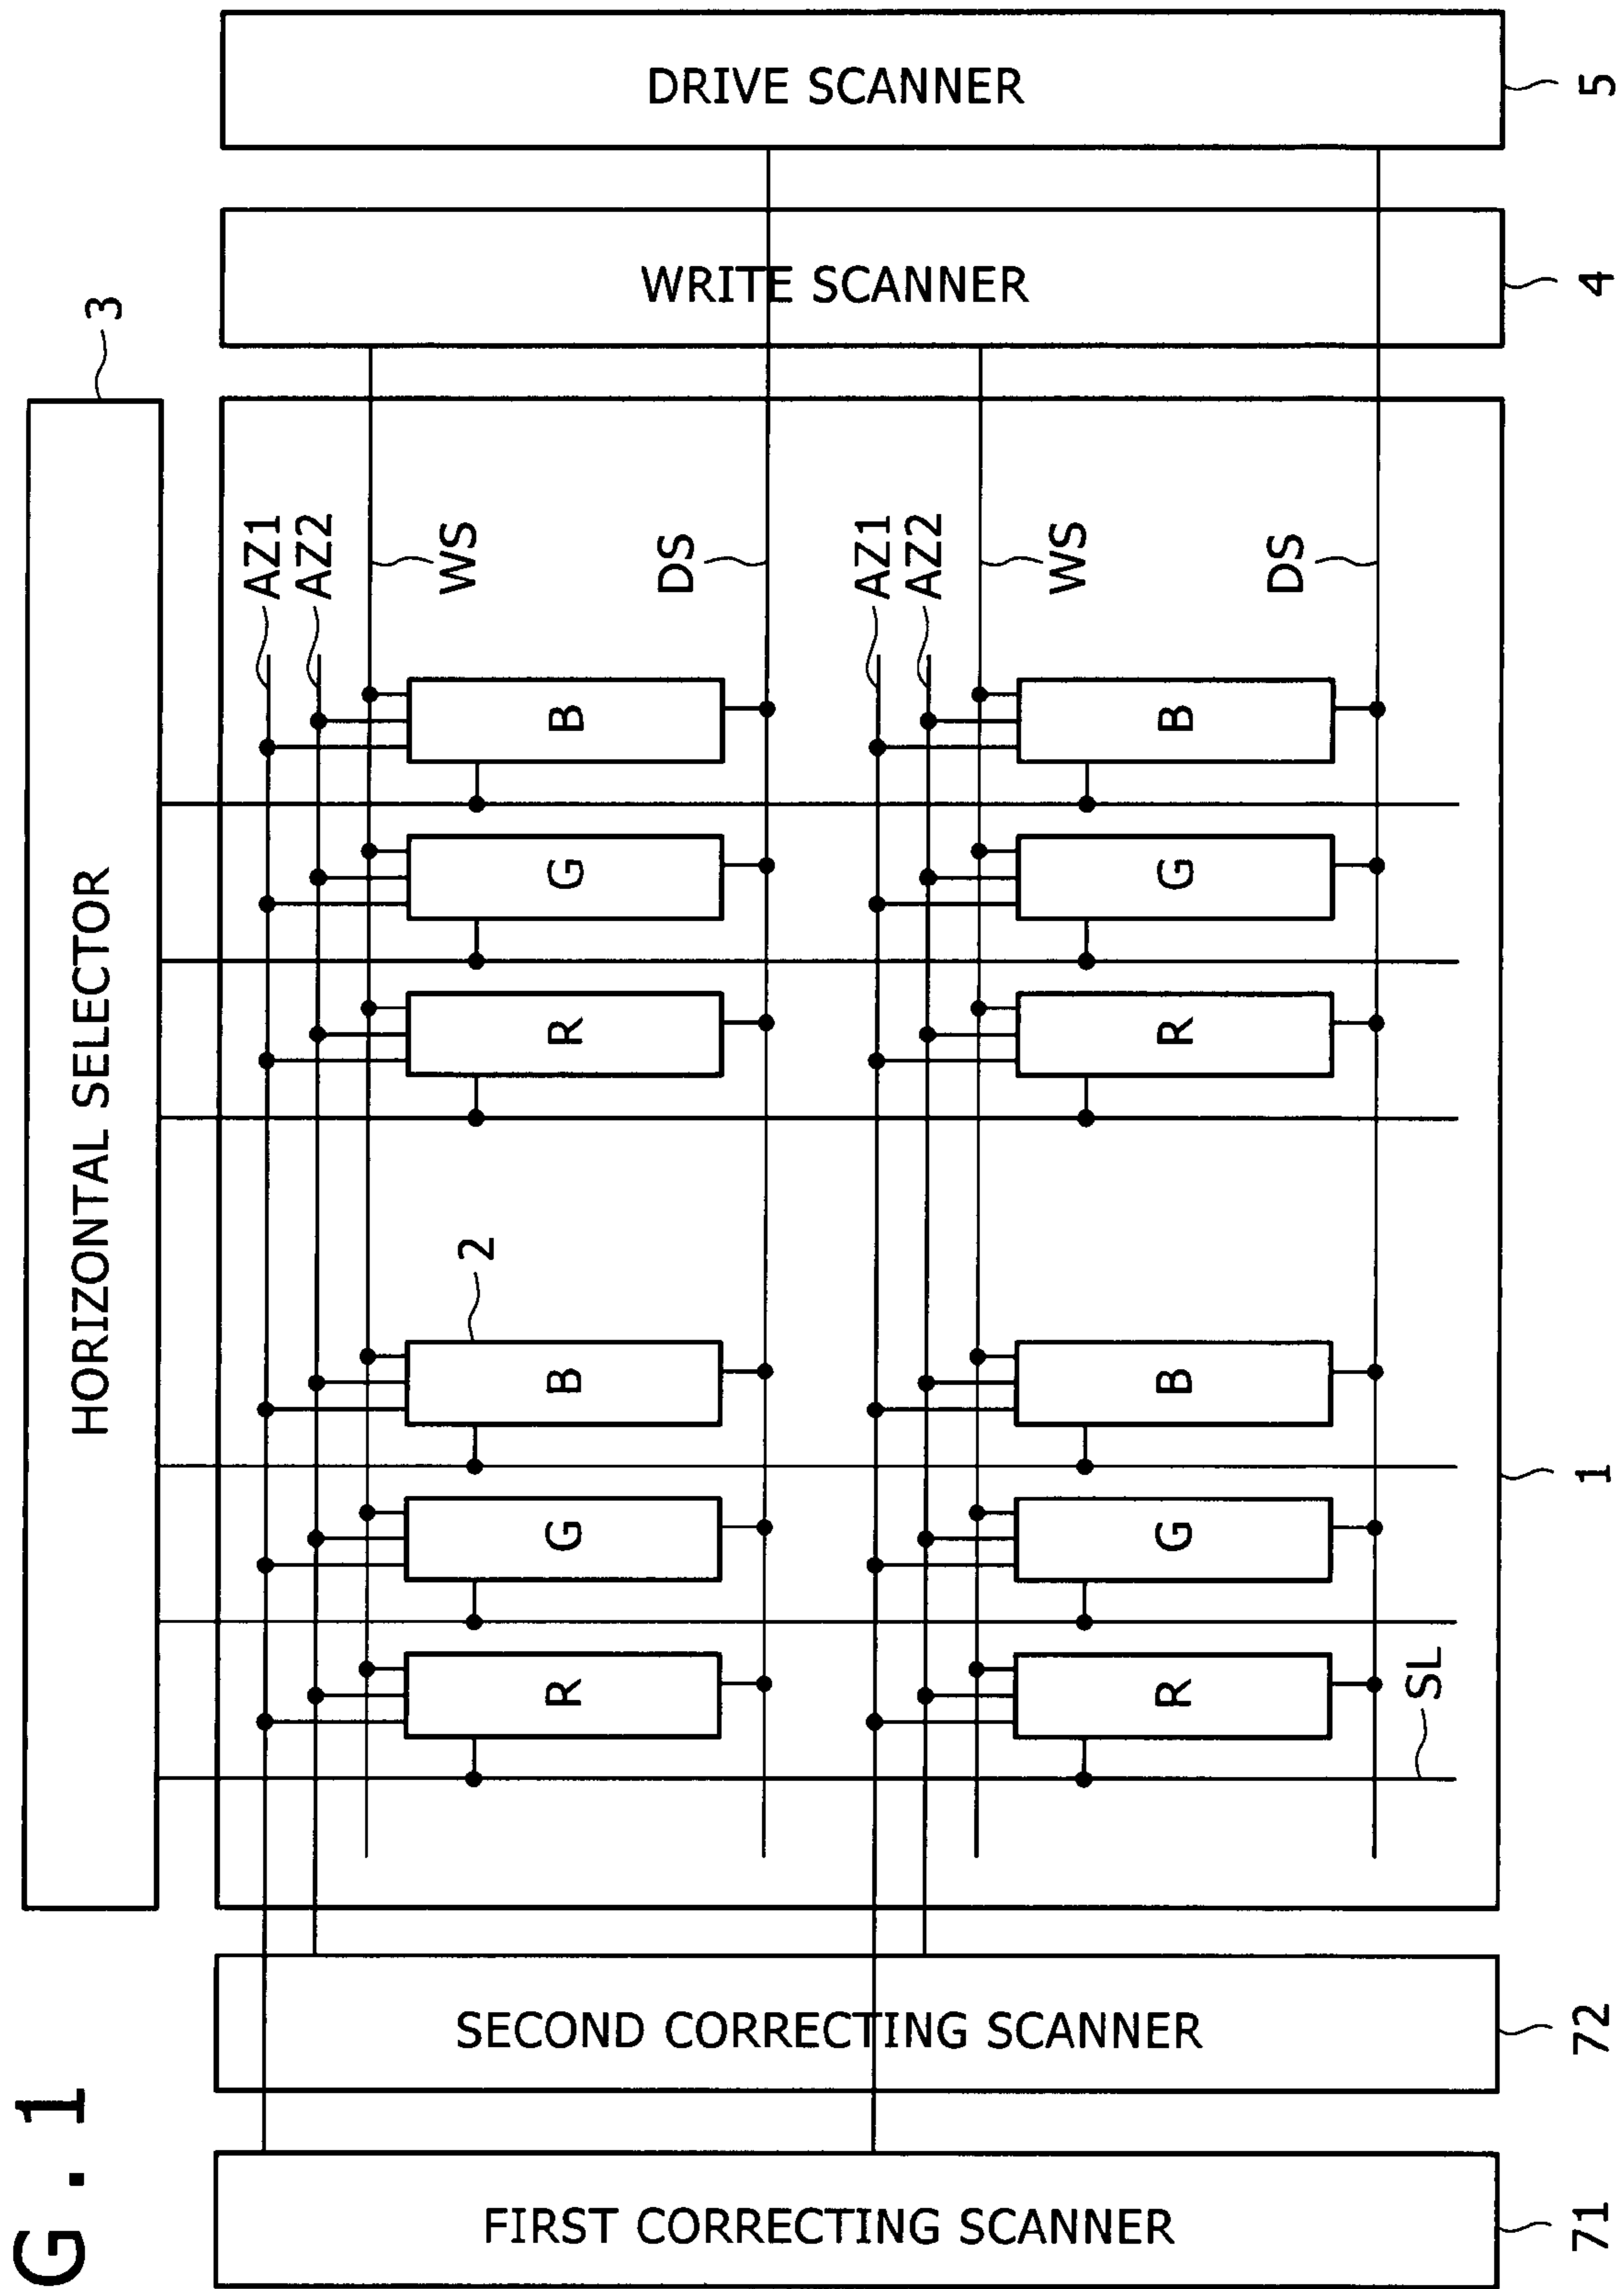 G . 1
HORIZONTAL SELECTOR
3
FIRST CORRECTING SCANNER
71
SECOND CORRECTING SCANNER
72
WRITE SCANNER
4
DRIVE SCANNER
5
AZ1
AZ2
WS
DS
2
R
G
B
R
G
B
AZ1
AZ2
WS
DS
R
G
B
R
G
B
SL
1